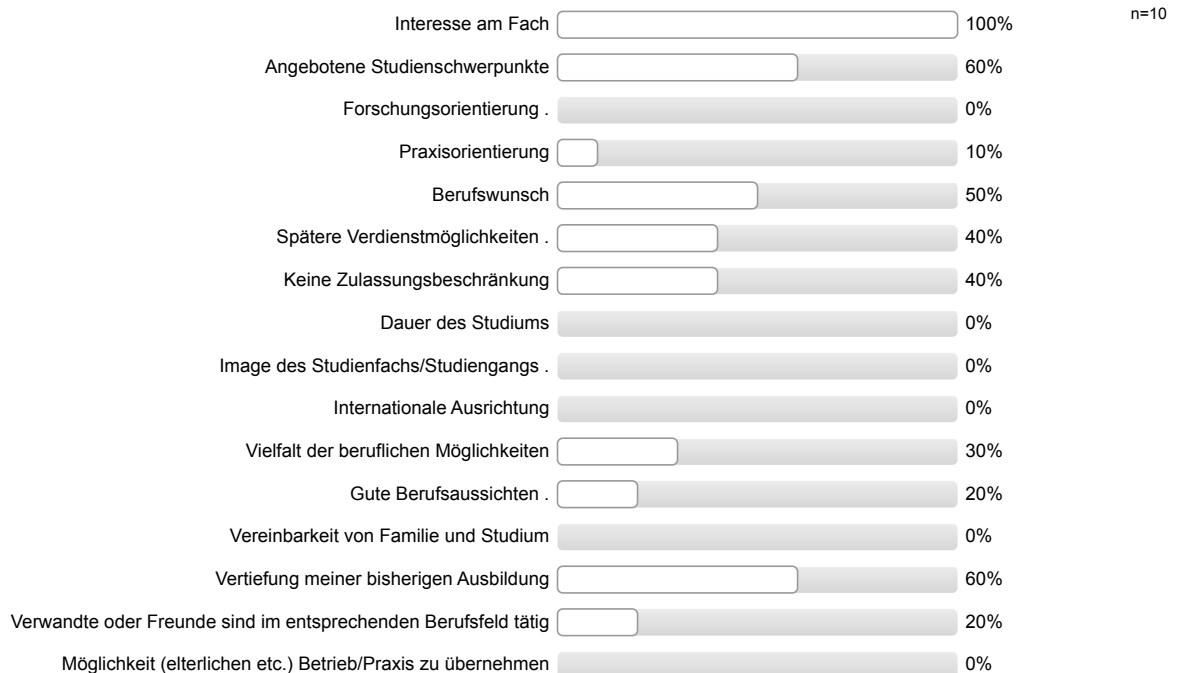 Interesse am Fach 100% n=10
Angebotene Studienschwerpunkte 60%
Forschungsorientierung . 0%
Praxisorientierung 10%
Berufswunsch 50%
Spätere Verdienstmöglichkeiten . 40%
Keine Zulassungsbeschränkung 40%
Dauer des Studiums 0%
Image des Studienfachs/Studiengangs . 0%
Internationale Ausrichtung 0%
Vielfalt der beruflichen Möglichkeiten 30%
Gute Berufsaussichten . 20%
Vereinbarkeit von Familie und Studium 0%
Vertiefung meiner bisherigen Ausbildung 60%
Verwandte oder Freunde sind im entsprechenden Berufsfeld tätig 20%
Möglichkeit (elterlichen etc.) Betrieb/Praxis zu übernehmen 0%